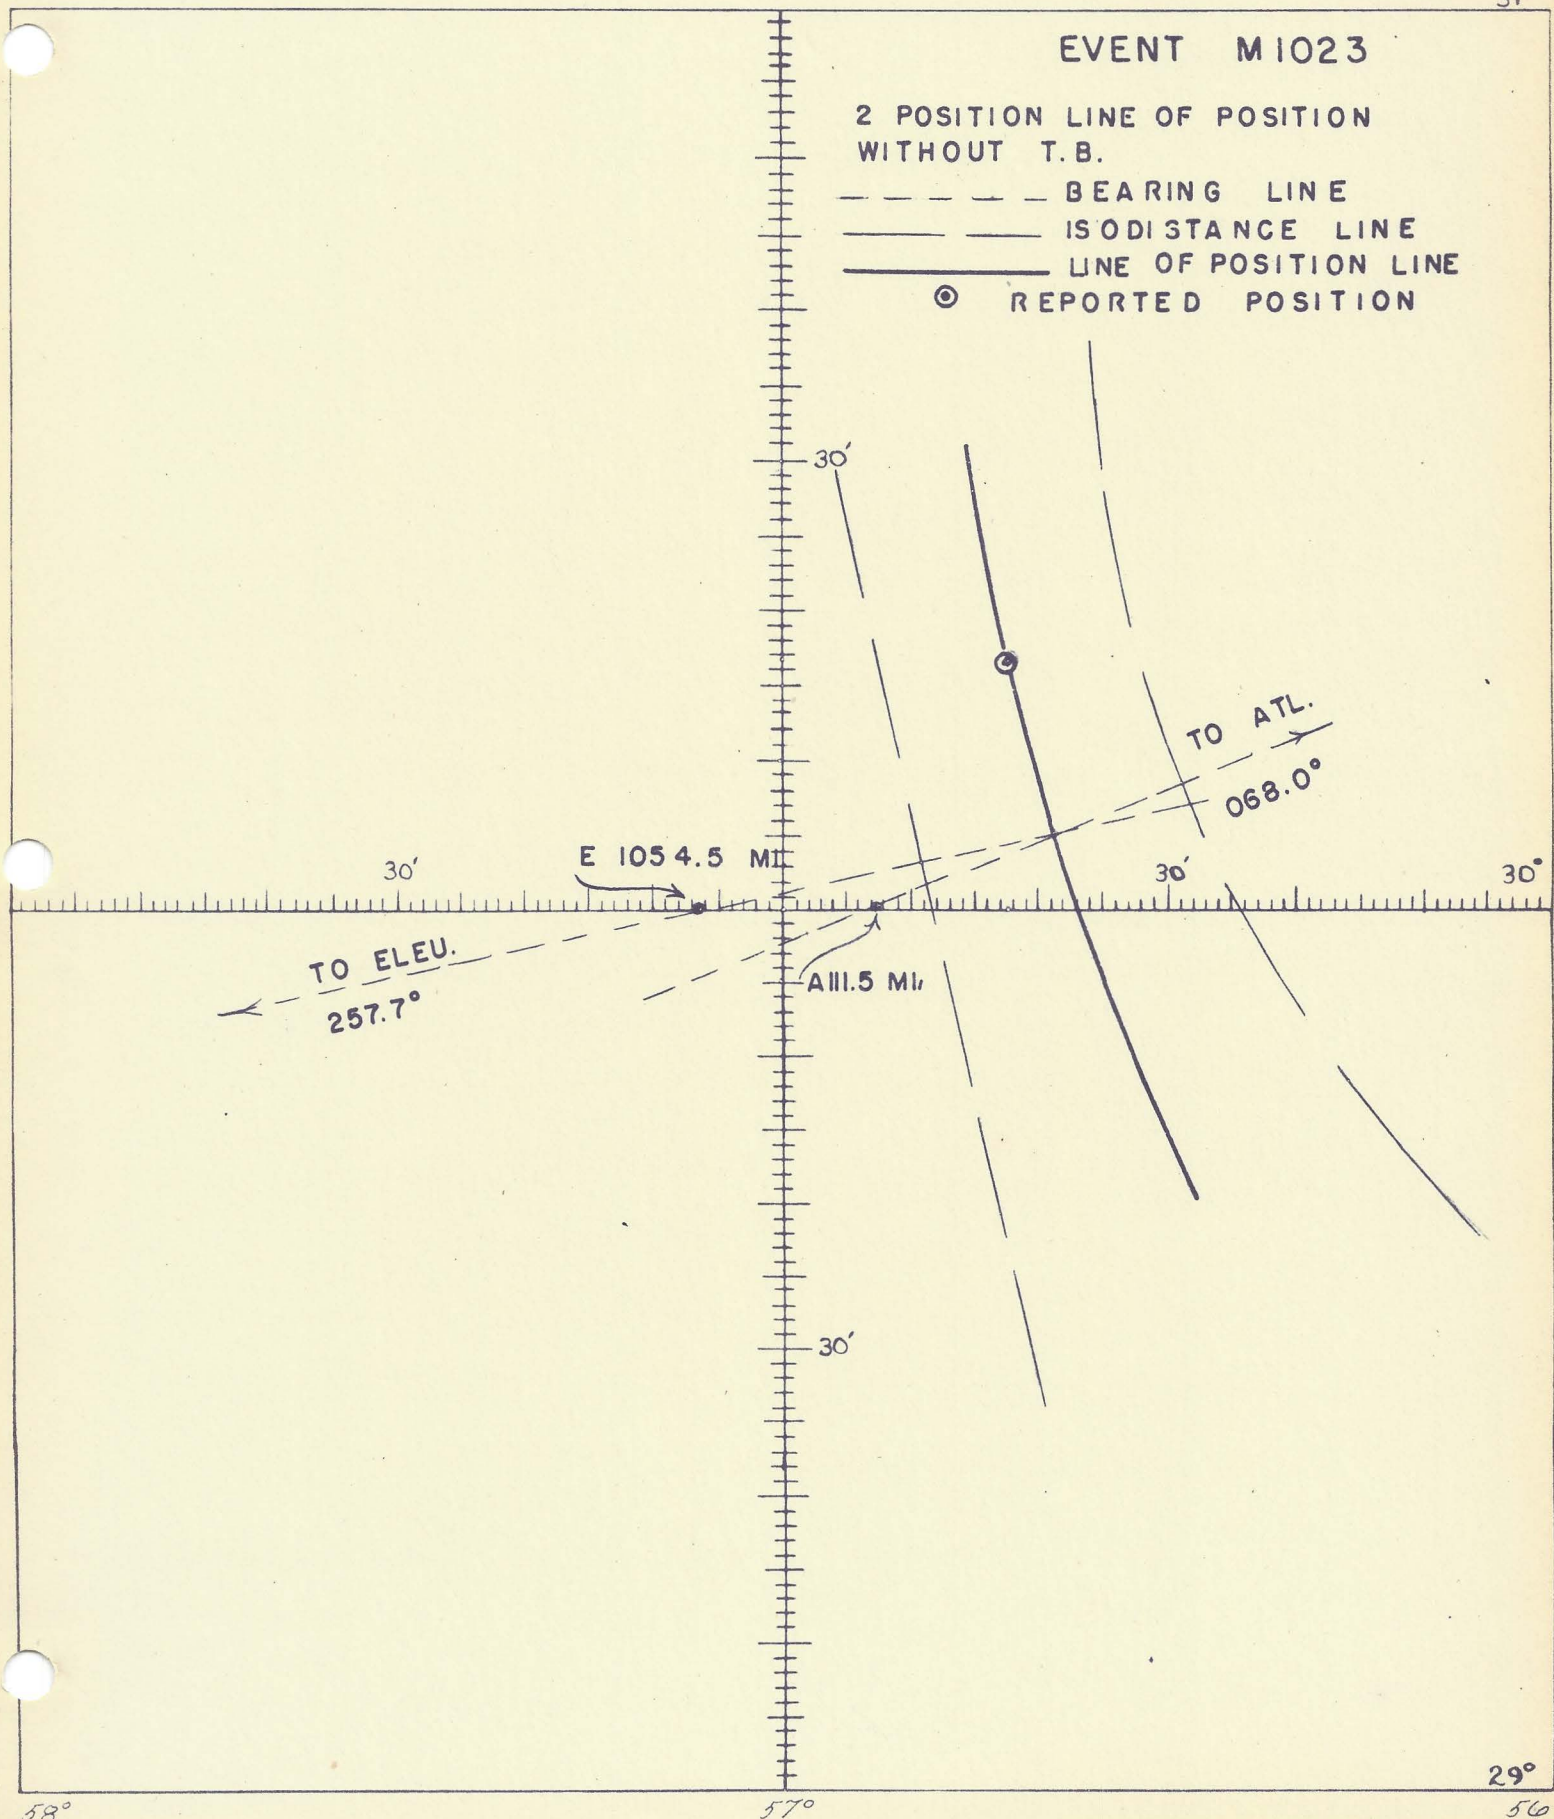 EVENT M1023
2 POSITION LINE OF POSITION
WITHOUT T.B.
BEARING LINE
ISODISTANCE LINE
LINE OF POSITION LINE
REPORTED POSITION
30'
TO ATL.
068.0°
E 1054.5 MI
30'
30'
30°
TO ELEU.
257.7°
A111.5 MI,
30'
29°
58°
57°
56